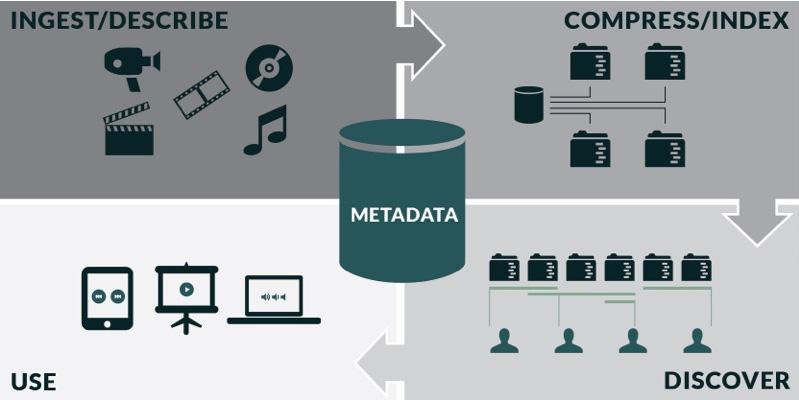 INGEST/DESCRIBE
COMPRESS/INDEX
METADATA
USE
DISCOVER